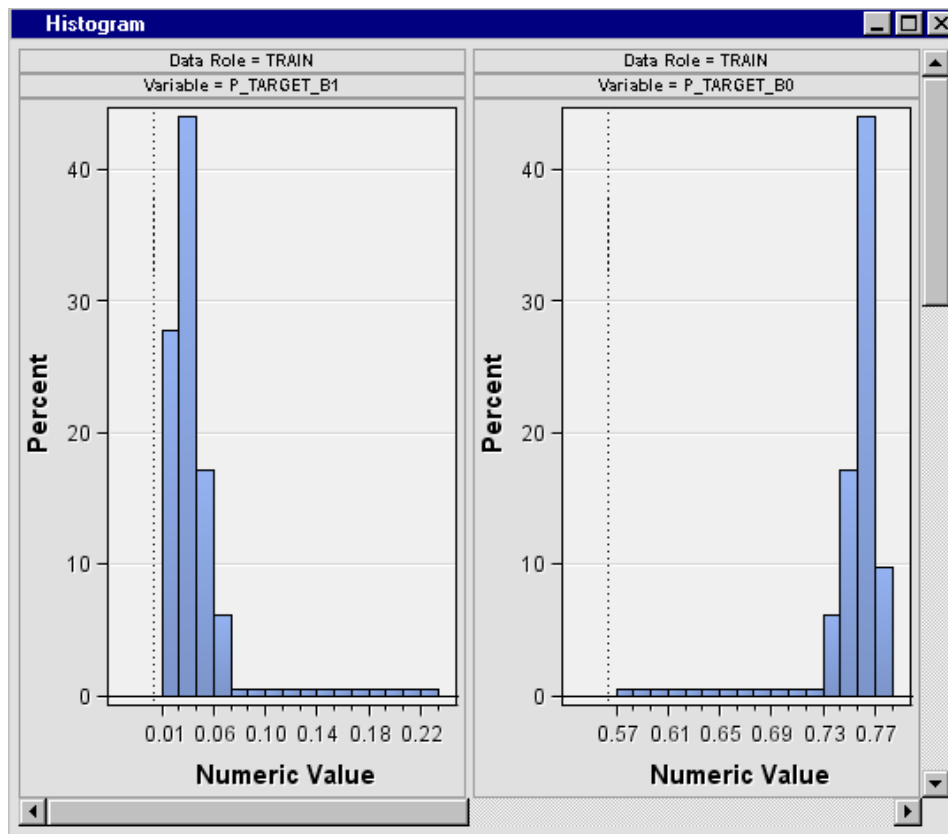 Histogram
Data Role = TRAIN
Variable = P_TARGET_B1
40
30
20
10
0
Percent
0.01 0.06 0.10 0.14 0.18 0.22
Numeric Value
Data Role = TRAIN
Variable = P_TARGET_B0
40
30
20
10
0
Percent
0.57 0.61 0.65 0.69 0.73 0.77
Numeric Value